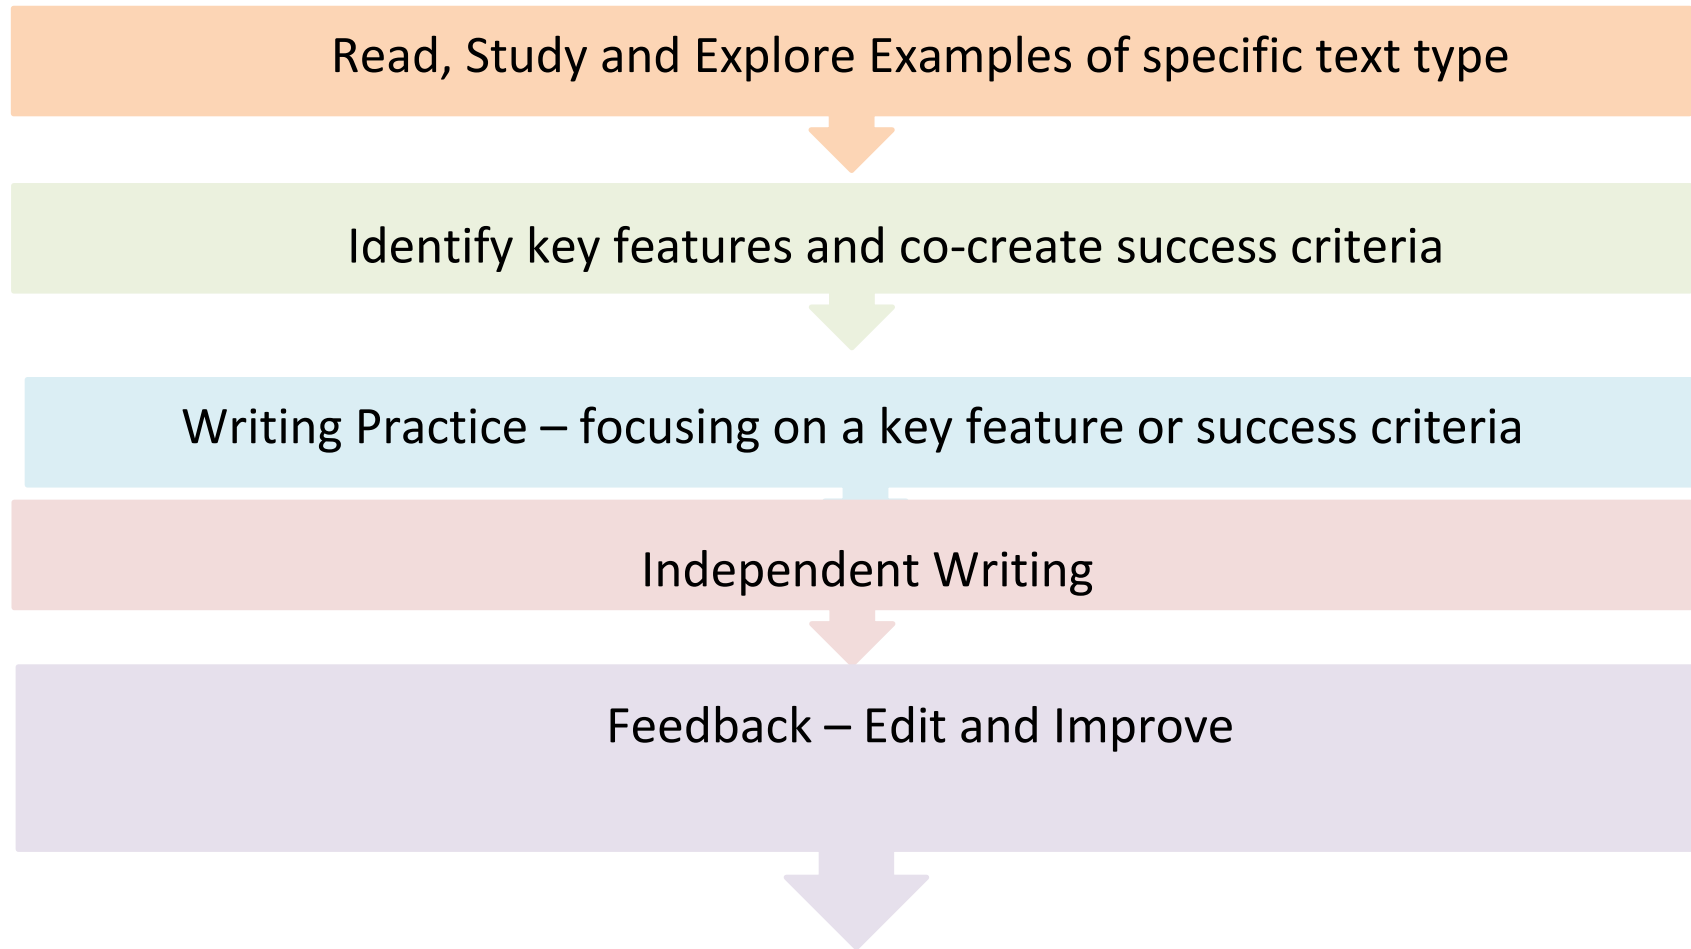 Read, Study and Explore Examples of specific text type
Identify key features and co-create success criteria
Writing Practice – focusing on a key feature or success criteria
Independent Writing
Feedback – Edit and Improve